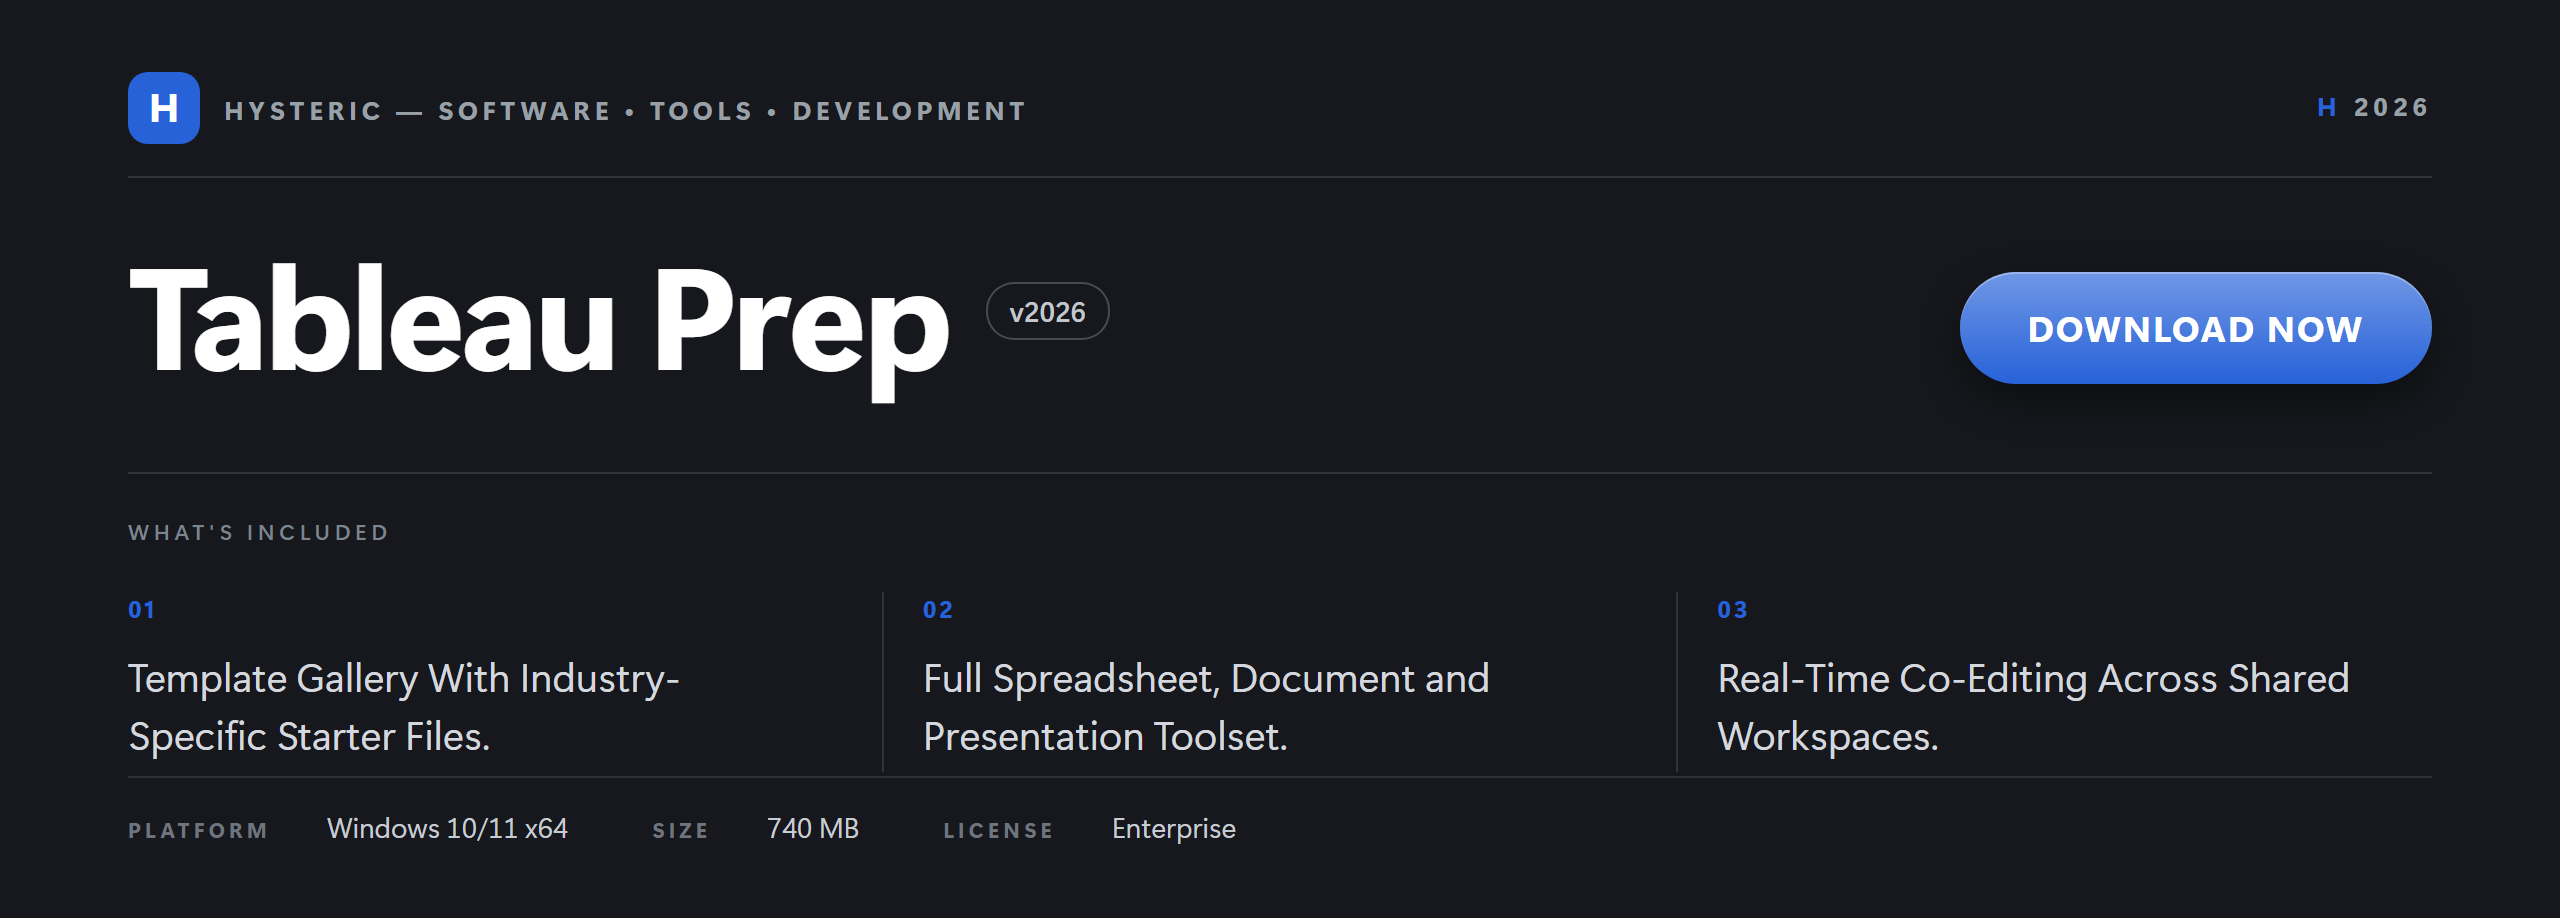 H HYSTERIC — SOFTWARE • TOOLS • DEVELOPMENT
H 2026
Tableau Prep v2026
DOWNLOAD NOW
WHAT'S INCLUDED
01
Template Gallery With Industry-
Specific Starter Files.
02
Full Spreadsheet, Document and
Presentation Toolset.
03
Real-Time Co-Editing Across Shared
Workspaces.
PLATFORM Windows 10/11 x64 SIZE 740 MB LICENSE Enterprise